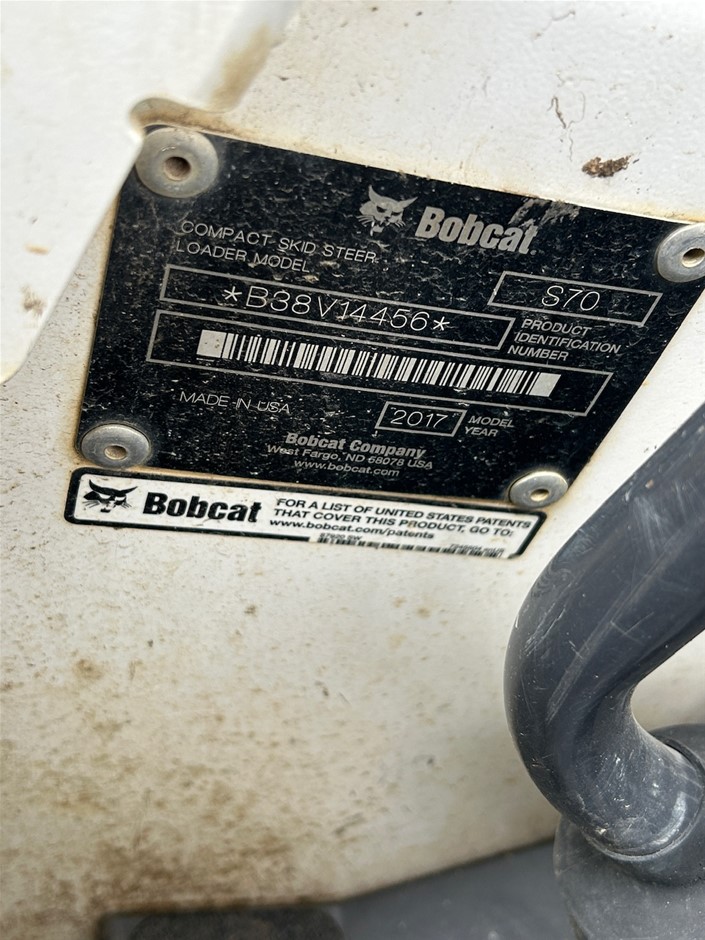 Bobcat
COMPACT SKID STEER
LOADER MODEL
S70
*B38V14456*
PRODUCT
IDENTIFICATION
NUMBER
MADE IN USA
2017
MODEL
YEAR
Bobcat Company
West Fargo, ND 58078 USA
www.bobcat.com
Bobcat
FOR A LIST OF UNITED STATES PATENTS
THAT COVER THIS PRODUCT, GO TO:
www.bobcat.com/patents